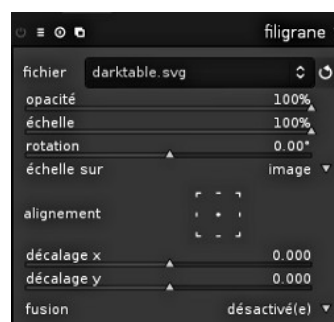 filigrane
fichier darktable.svg
opacité 100%
échelle 100%
rotation 0.00°
échelle sur image
alignement
décalage x 0.000
décalage y 0.000
fusion désactivé(e)